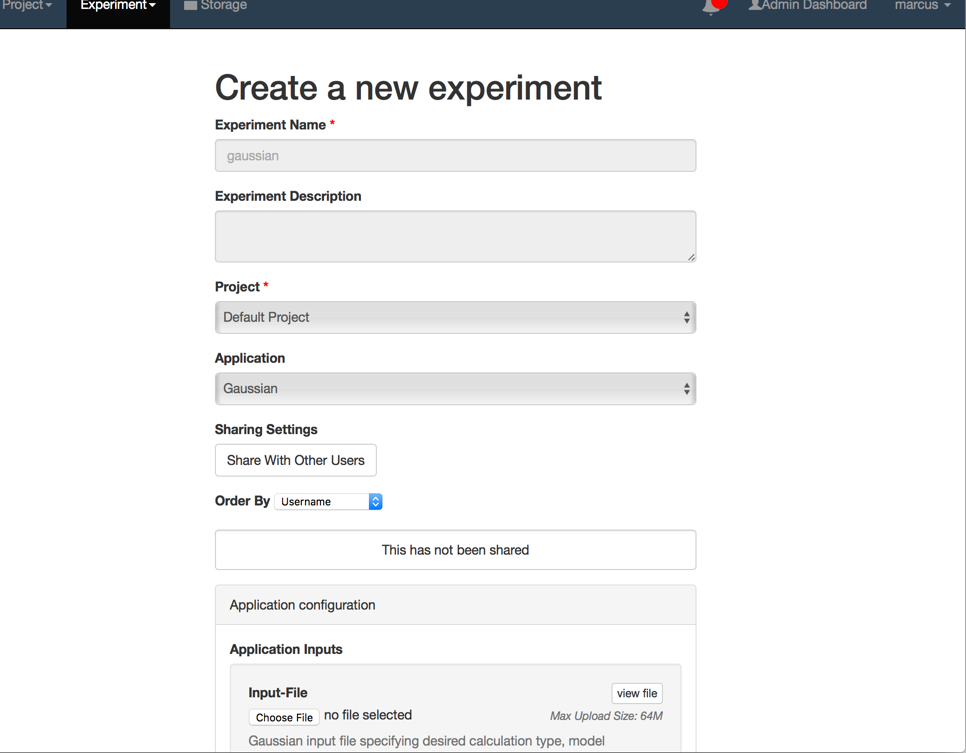 Project Experiment Storage Admin Dashboard marcus
Create a new experiment
Experiment Name *
gaussian
Experiment Description
Project *
Default Project
Application
Gaussian
Sharing Settings
Share With Other Users
Order By Username
This has not been shared
Application configuration
Application Inputs
Input-File view file
Choose File no file selected Max Upload Size: 64M
Gaussian input file specifying desired calculation type, model